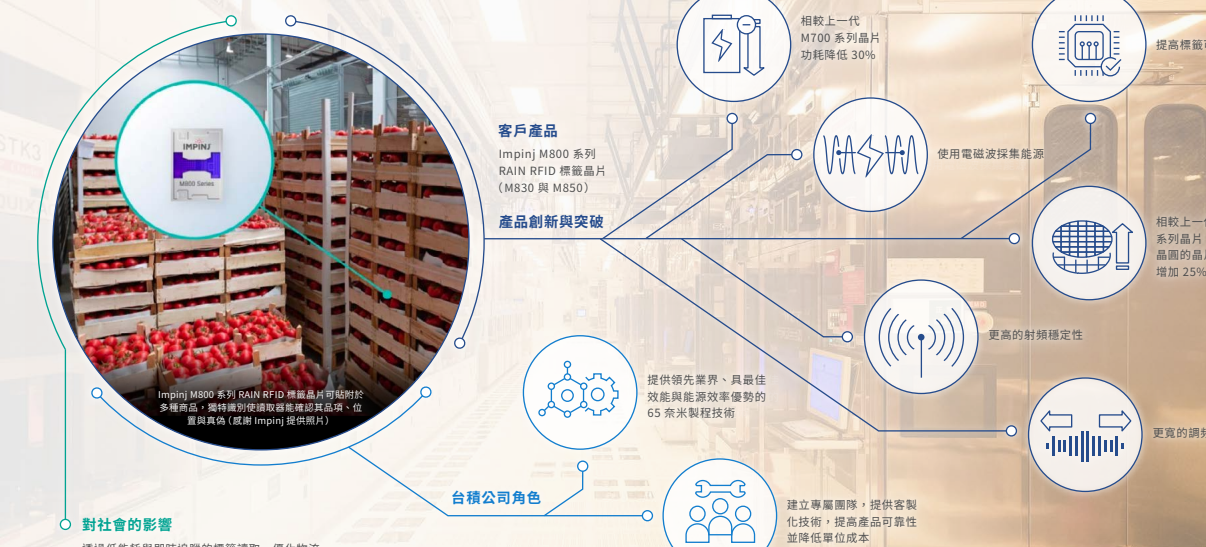 IMPINJ
M800 Series
Impinj M800 系列 RAIN RFID 標籤晶片可貼附於
多種商品,獨特識別使讀取器能確認其品項、位
置與真偽(感謝 Impinj 提供照片)
客戶產品
Impinj M800 系列
RAIN RFID 標籤晶片
(M830 與 M850)
產品創新與突破
相較上一代
M700 系列晶片
功耗降低 30%
使用電磁波採集能源
提高標籤
相較上一代
系列晶片
晶圓的晶
增加 25%
更高的射頻穩定性
更寬的調
提供領先業界、具最佳
效能與能源效率優勢的
65 奈米製程技術
台積公司角色
建立專屬團隊,提供客製
化技術,提高產品可靠性
並降低單位成本
對社會的影響